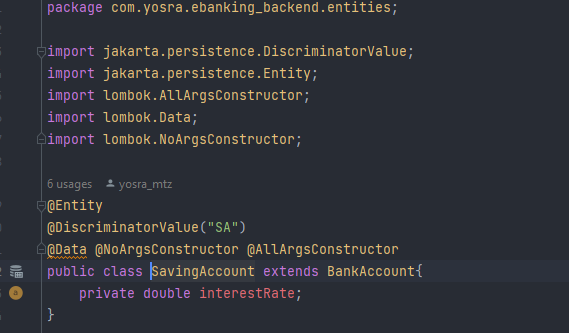 package com.yosra.ebanking_backend.entities;
import jakarta.persistence.DiscriminatorValue;
import jakarta.persistence.Entity;
import lombok.AllArgsConstructor;
import lombok.Data;
import lombok.NoArgsConstructor;
6 usages yosra_mtz
@Entity
@DiscriminatorValue("SA")
@Data @NoArgsConstructor @AllArgsConstructor
public class SavingAccount extends BankAccount{
    private double interestRate;
}